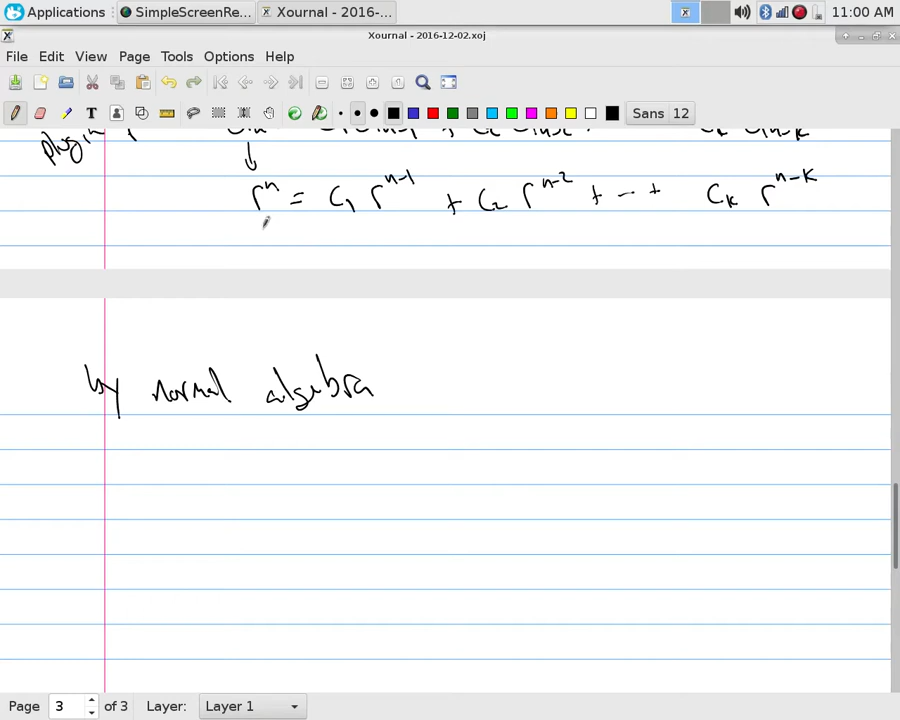 Applications SimpleScreenRe... Xournal - 2016-... 11:00 AM
Xournal - 2016-12-02.xoj
File Edit View Page Tools Options Help
T Sans 12
plugin
rⁿ = C₁ rⁿ⁻¹ + C₂ rⁿ⁻² + ... + Cₖ rⁿ⁻ᵏ
by normal algebra
Page 3 of 3 Layer: Layer 1